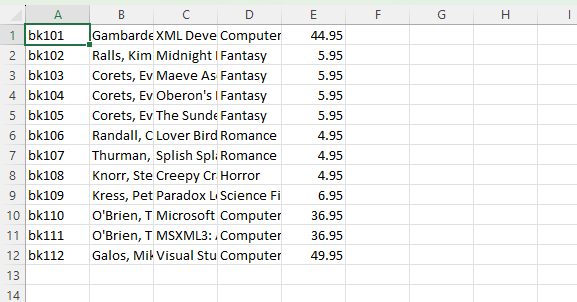 A B C D E F G H I
1 bk101 Gambarde XML Deve Computer 44.95
2 bk102 Ralls, Kim Midnight Fantasy 5.95
3 bk103 Corets, Ev Maeve As Fantasy 5.95
4 bk104 Corets, Ev Oberon's Fantasy 5.95
5 bk105 Corets, Ev The Sunde Fantasy 5.95
6 bk106 Randall, C Lover Bird Romance 4.95
7 bk107 Thurman, Splish Spla Romance 4.95
8 bk108 Knorr, Ste Creepy Cr Horror 4.95
9 bk109 Kress, Pet Paradox L Science Fi 6.95
10 bk110 O'Brien, T Microsoft Computer 36.95
11 bk111 O'Brien, T MSXML3: Computer 36.95
12 bk112 Galos, Mik Visual Stu Computer 49.95
13
14